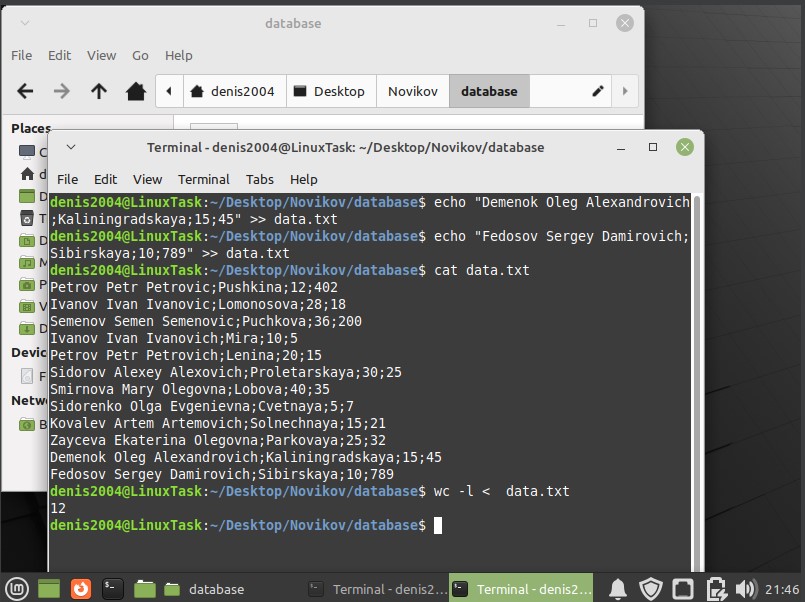 database
File Edit View Go Help
denis2004 Desktop Novikov database
Places
Terminal - denis2004@LinuxTask: ~/Desktop/Novikov/database
File Edit View Terminal Tabs Help
denis2004@LinuxTask:~/Desktop/Novikov/database$ echo "Demenok Oleg Alexandrovich
;Kaliningradskaya;15;45" >> data.txt
denis2004@LinuxTask:~/Desktop/Novikov/database$ echo "Fedosov Sergey Damirovich;
Sibirskaya;10;789" >> data.txt
denis2004@LinuxTask:~/Desktop/Novikov/database$ cat data.txt
Petrov Petr Petrovic;Pushkina;12;402
Ivanov Ivan Ivanovic;Lomonosova;28;18
Semenov Semen Semenovic;Puchkova;36;200
Ivanov Ivan Ivanovich;Mira;10;5
Petrov Petr Petrovich;Lenina;20;15
Sidorov Alexey Alexovich;Proletarskaya;30;25
Smirnova Mary Olegovna;Lobova;40;35
Sidorenko Olga Evgenievna;Cvetnaya;5;7
Kovalev Artem Artemovich;Solnechnaya;15;21
Zayceva Ekaterina Olegovna;Parkovaya;25;32
Demenok Oleg Alexandrovich;Kaliningradskaya;15;45
Fedosov Sergey Damirovich;Sibirskaya;10;789
denis2004@LinuxTask:~/Desktop/Novikov/database$ wc -l <  data.txt
12
denis2004@LinuxTask:~/Desktop/Novikov/database$
database Terminal - denis2... Terminal - denis2... 21:46